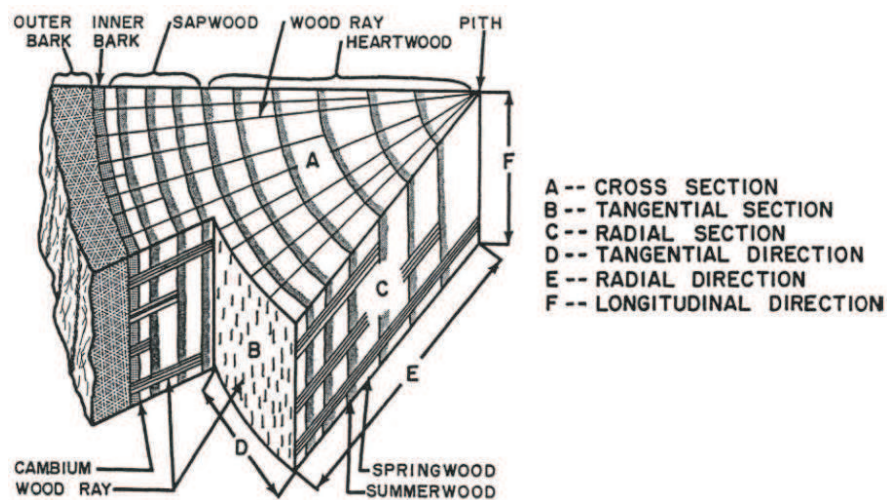 OUTER BARK
INNER BARK
SAPWOOD
WOOD RAY
HEARTWOOD
PITH
A
B
C
D
E
F
A -- CROSS SECTION
B -- TANGENTIAL SECTION
C -- RADIAL SECTION
D -- TANGENTIAL DIRECTION
E -- RADIAL DIRECTION
F -- LONGITUDINAL DIRECTION
CAMBIUM
WOOD RAY
SPRINGWOOD
SUMMERWOOD